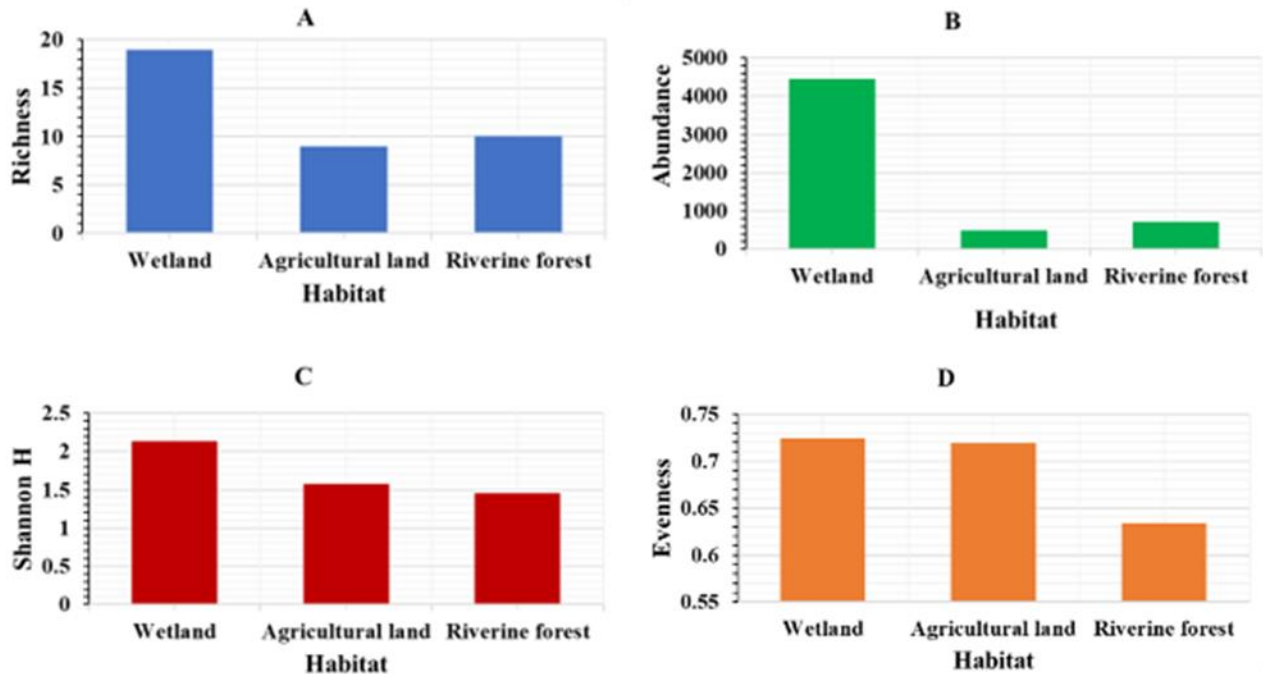 A
20
15
10
5
0
Richness
Wetland Agricultural land Riverine forest
Habitat
B
5000
4000
3000
2000
1000
0
Abundance
Wetland Agricultural land Riverine forest
Habitat
C
2.5
2
1.5
1
0.5
0
Shannon H
Wetland Agricultural land Riverine forest
Habitat
D
0.75
0.7
0.65
0.6
0.55
Evenness
Wetland Agricultural land Riverine forest
Habitat